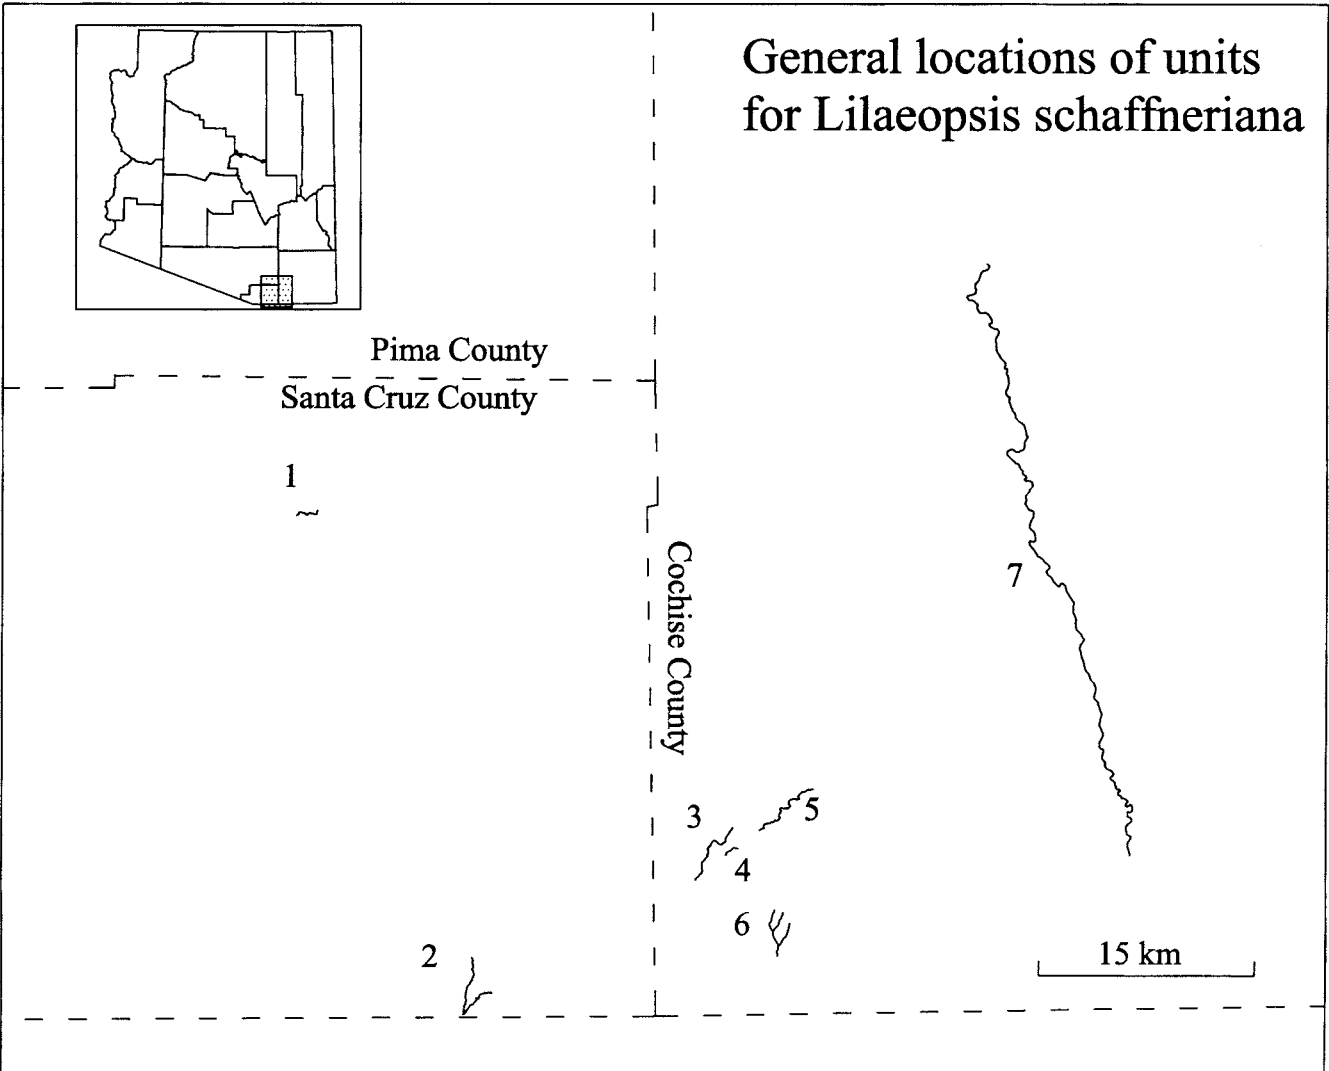 General locations of units
for Lilaeopsis schaffneriana
Pima County
Santa Cruz County
1
Cochise County
7
3
5
4
6
2
15 km